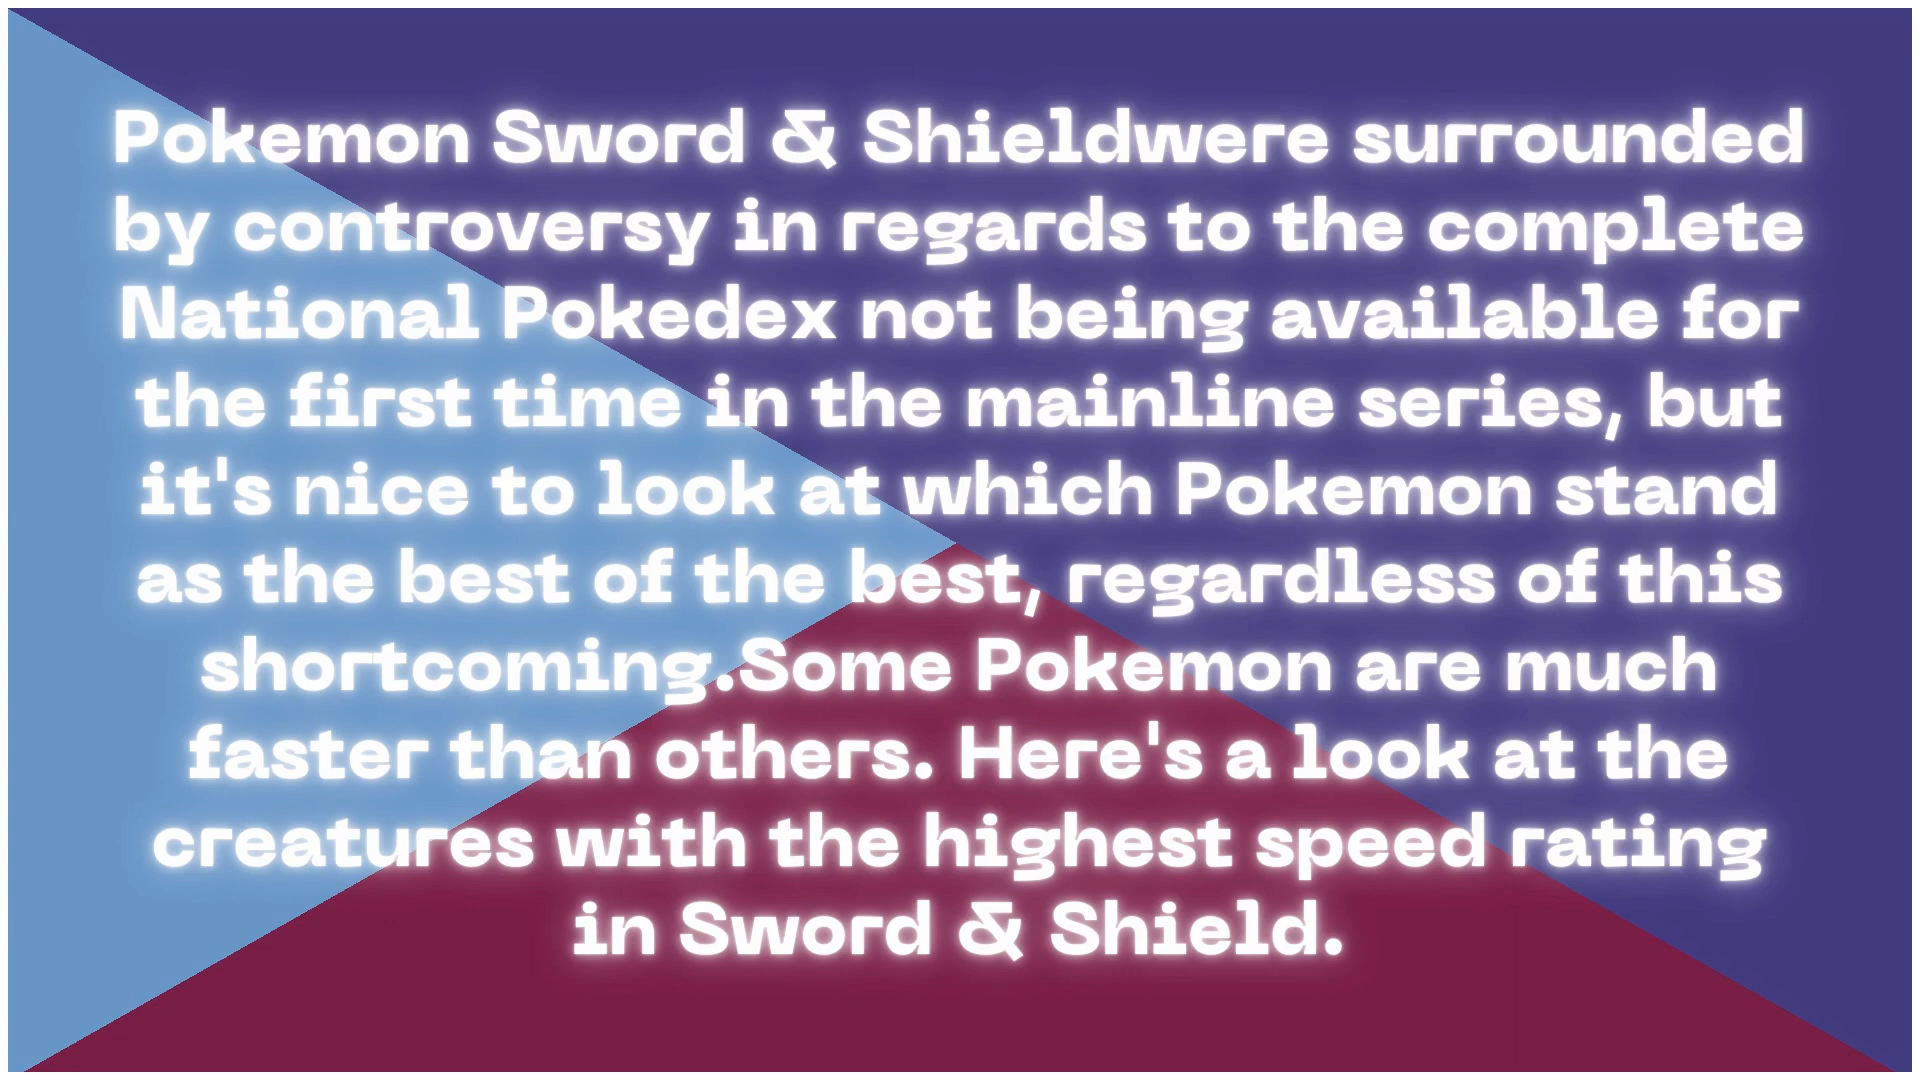 Pokemon Sword & Shieldwere surrounded
by controversy in regards to the complete
National Pokedex not being available for
the first time in the mainline series, but
it's nice to look at which Pokemon stand
as the best of the best, regardless of this
shortcoming.Some Pokemon are much
faster than others. Here's a look at the
creatures with the highest speed rating
in Sword & Shield.